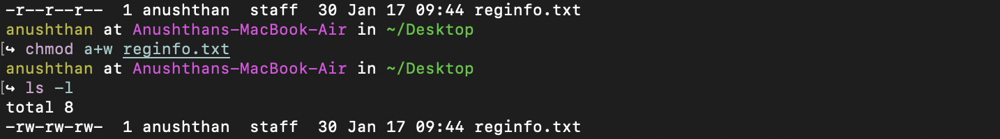 -r--r--r--  1 anushthan  staff  30 Jan 17 09:44 reginfo.txt
anushthan at Anushthans-MacBook-Air in ~/Desktop
[↪ chmod a+w reginfo.txt
anushthan at Anushthans-MacBook-Air in ~/Desktop
[↪ ls -l
total 8
-rw-rw-rw-  1 anushthan  staff  30 Jan 17 09:44 reginfo.txt